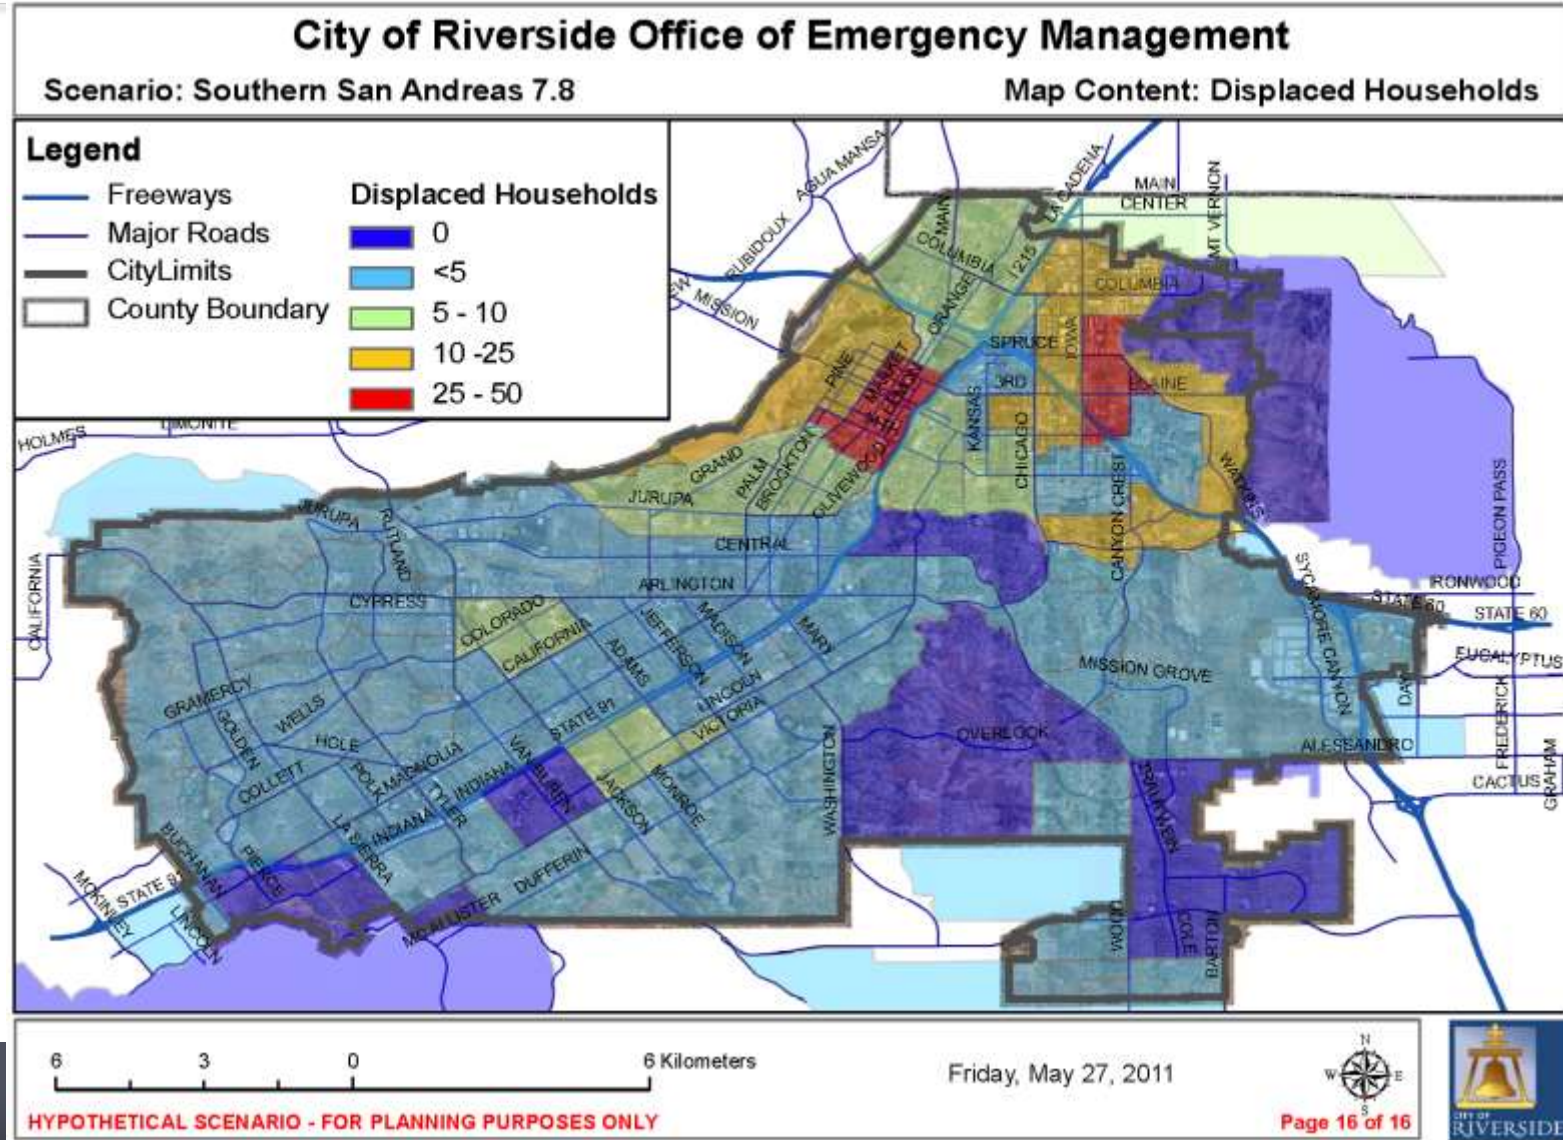 City of Riverside Office of Emergency Management
Scenario: Southern San Andreas 7.8
Map Content: Displaced Households
Legend
Freeways
Major Roads
CityLimits
County Boundary
Displaced Households
0
<5
5 - 10
10 -25
25 - 50
AGUA MANSA
RUBIDOUX
MISSION
MAIN
LA CADENA
MAIN
CENTER
MT VERNON
COLUMBIA
I 215
ORANGE
COLUMBIA
SPRUCE
IOWA
3RD
BLAINE
PINE
MARKET
LEMON
KANSAS
CHICAGO
HOLMES
LIMONITE
GRAND
PALM
BROCKTON
OLIVEWOOD
JURUPA
JURUPA
RUTLAND
CENTRAL
ARLINGTON
CYPRESS
CALIFORNIA
CANYON CREST
WATKINS
PIGEON PASS
IRONWOOD
STATE 60
STATE 60
EUCALYPTUS
SYCAMORE CANYON
DAY
FREDERICK
GRAHAM
COLORADO
CALIFORNIA
ADAMS
JEFFERSON
MADISON
MARY
LINCOLN
VICTORIA
STATE 91
MISSION GROVE
OVERLOOK
ALESSANDRO
CACTUS
GRAMERCY
GOLDEN
WELLS
HOLE
COLLETT
POLK
MAGNOLIA
TYLER
INDIANA
VAN BUREN
JACKSON
MONROE
WASHINGTON
TRAUTWEIN
LA SIERRA
INDIANA
BUCHANAN
PIERCE
MCKINLEY
STATE 91
LINCOLN
MCALLISTER
DUFFERIN
WOOD
COLE
BARTON
6 3 0 6 Kilometers
Friday, May 27, 2011
N
W E
S
HYPOTHETICAL SCENARIO - FOR PLANNING PURPOSES ONLY
Page 16 of 16
CITY OF
RIVERSIDE